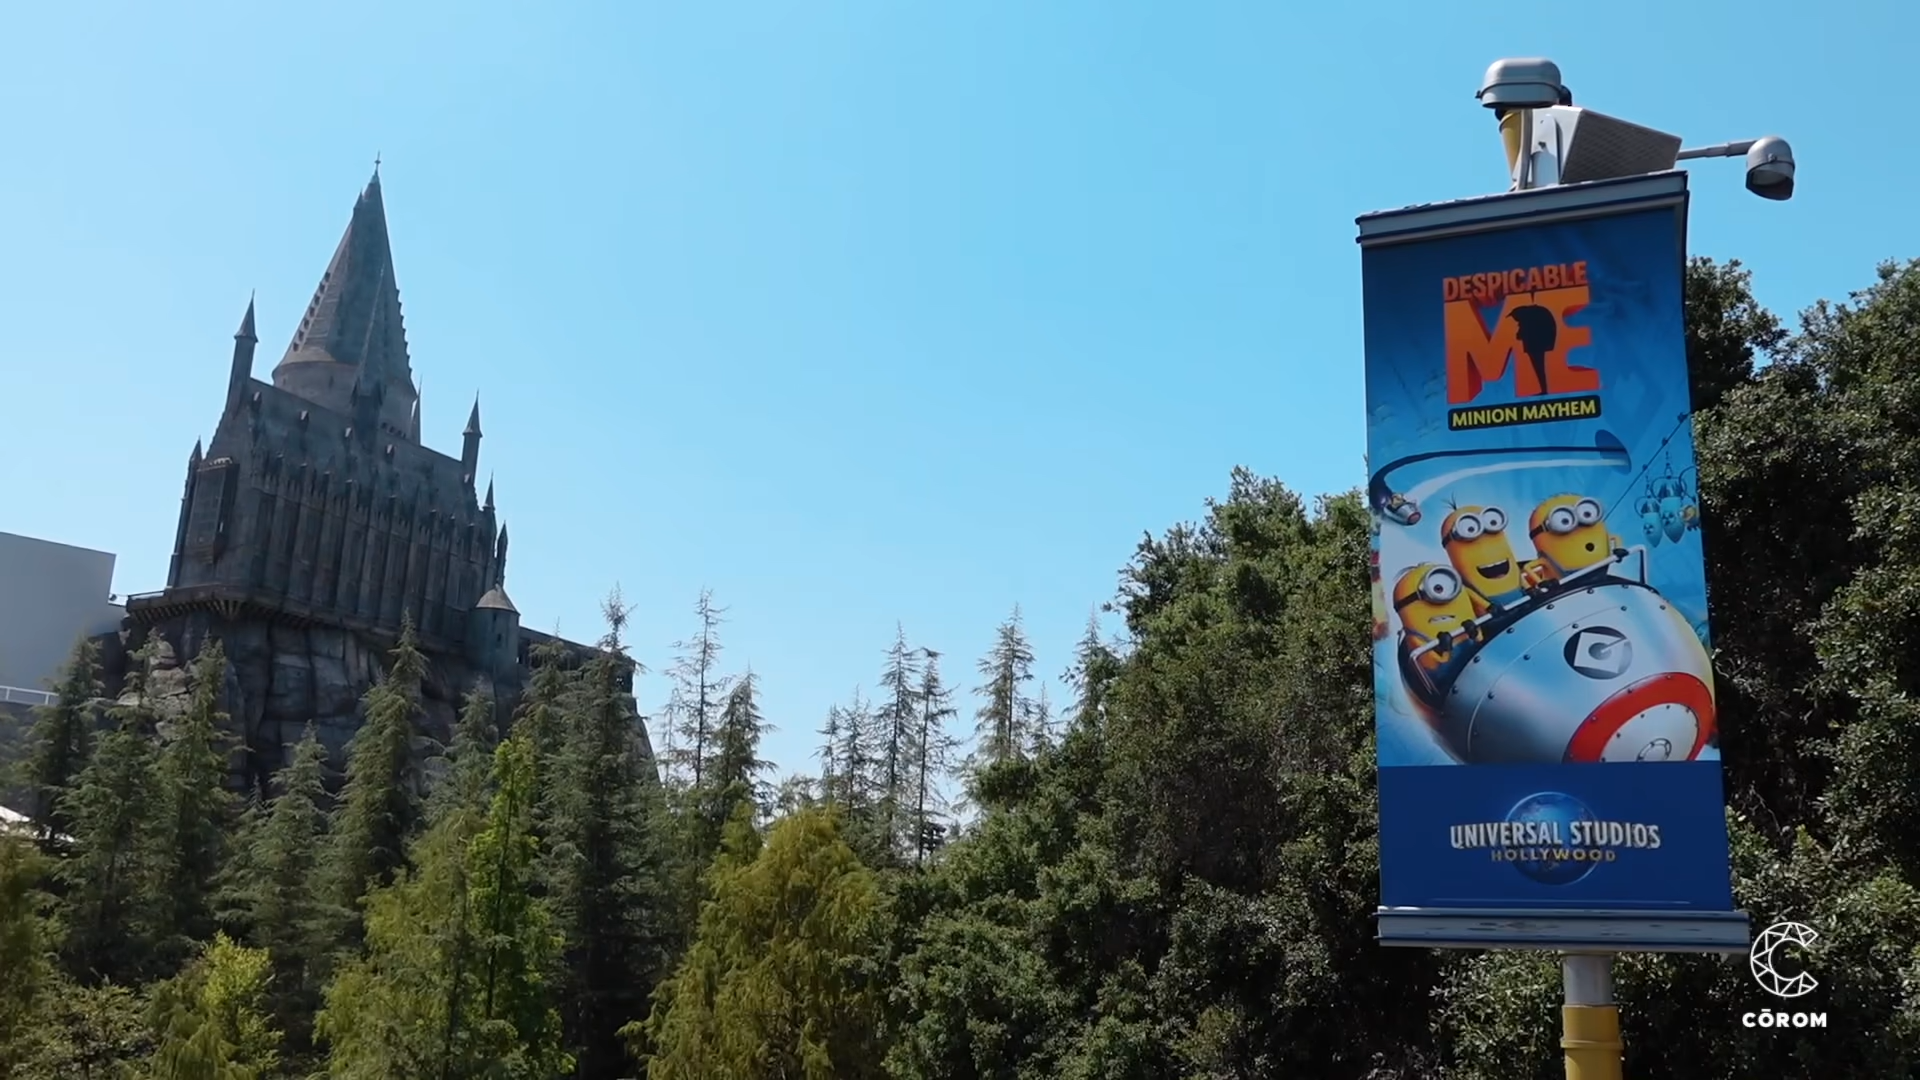 DESPICABLE
ME
MINION MAYHEM
UNIVERSAL STUDIOS
HOLLYWOOD
CŌROM